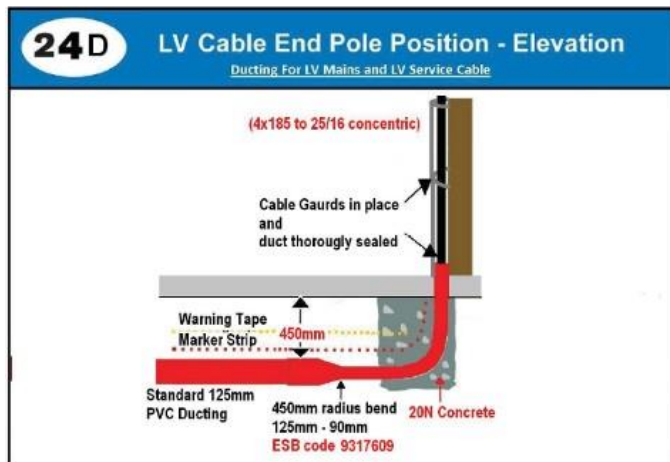 24D
LV Cable End Pole Position - Elevation
Ducting For LV Mains and LV Service Cable
(4x185 to 25/16 concentric)
Cable Gaurds in place
and
duct thorougly sealed
Warning Tape
450mm
Marker Strip
Standard 125mm
PVC Ducting
450mm radius bend
125mm - 90mm
ESB code 9317609
20N Concrete